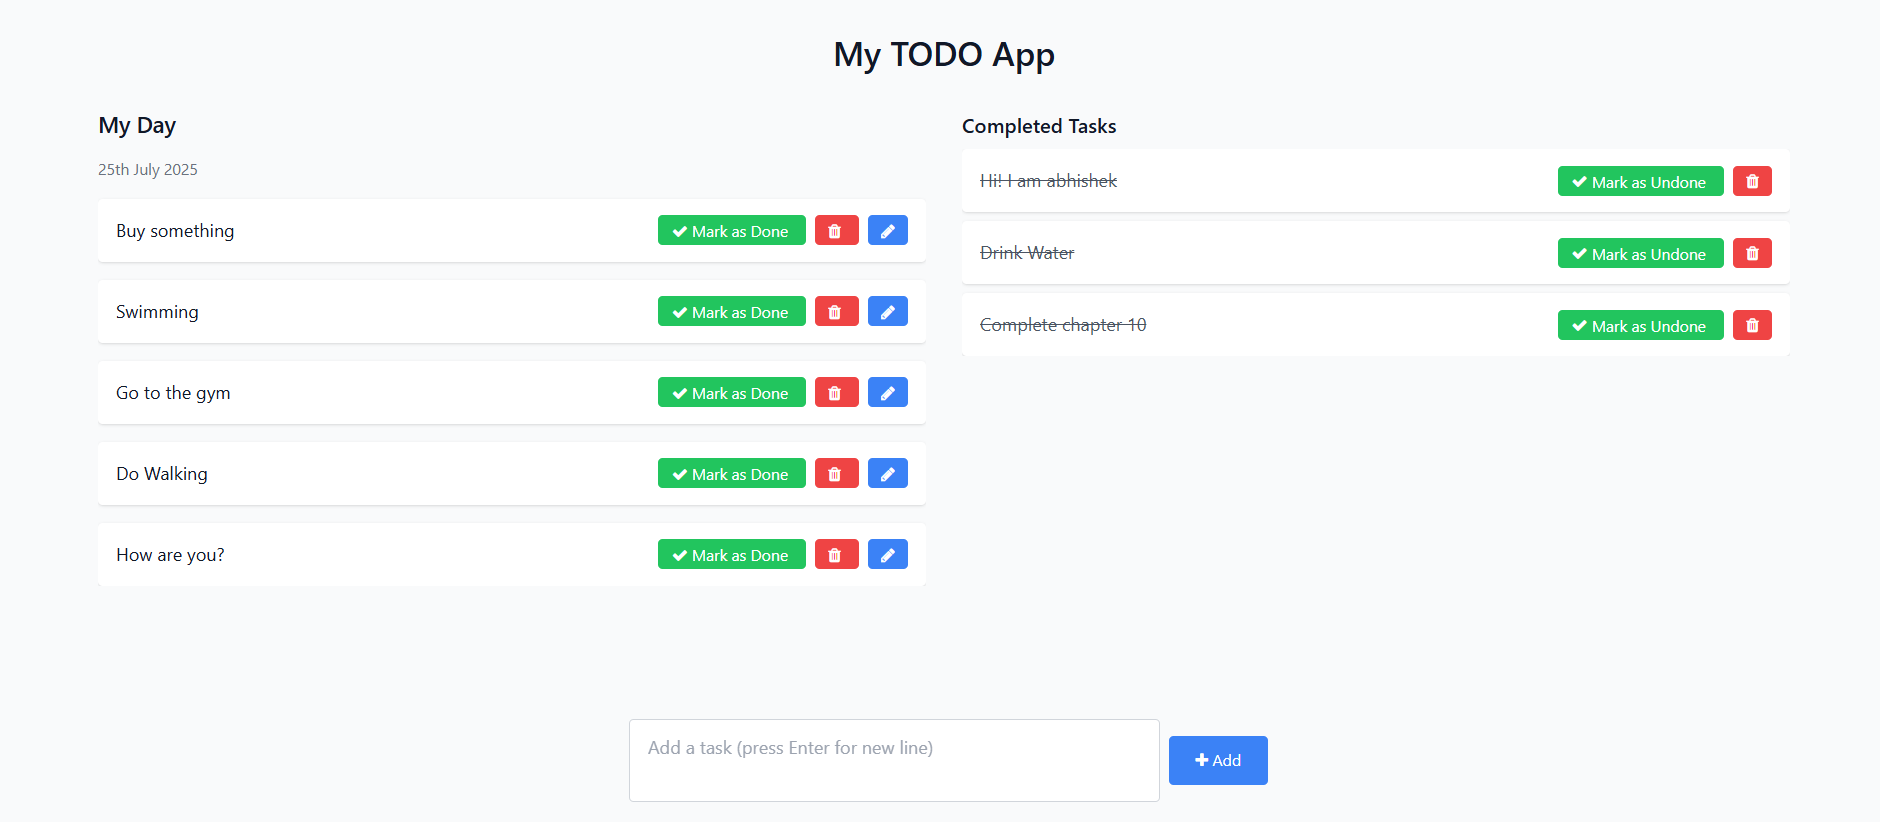 My TODO App
My Day
25th July 2025
Buy something
Mark as Done
Swimming
Mark as Done
Go to the gym
Mark as Done
Do Walking
Mark as Done
How are you?
Mark as Done
Completed Tasks
Hi! I am abhishek
Mark as Undone
Drink Water
Mark as Undone
Complete chapter 10
Mark as Undone
Add a task (press Enter for new line)
Add